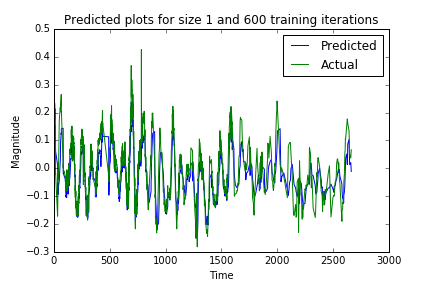 Predicted plots for size 1 and 600 training iterations
0.5
0.4
0.3
0.2
0.1
0.0
−0.1
−0.2
−0.3
Magnitude
Predicted
Actual
0 500 1000 1500 2000 2500 3000
Time